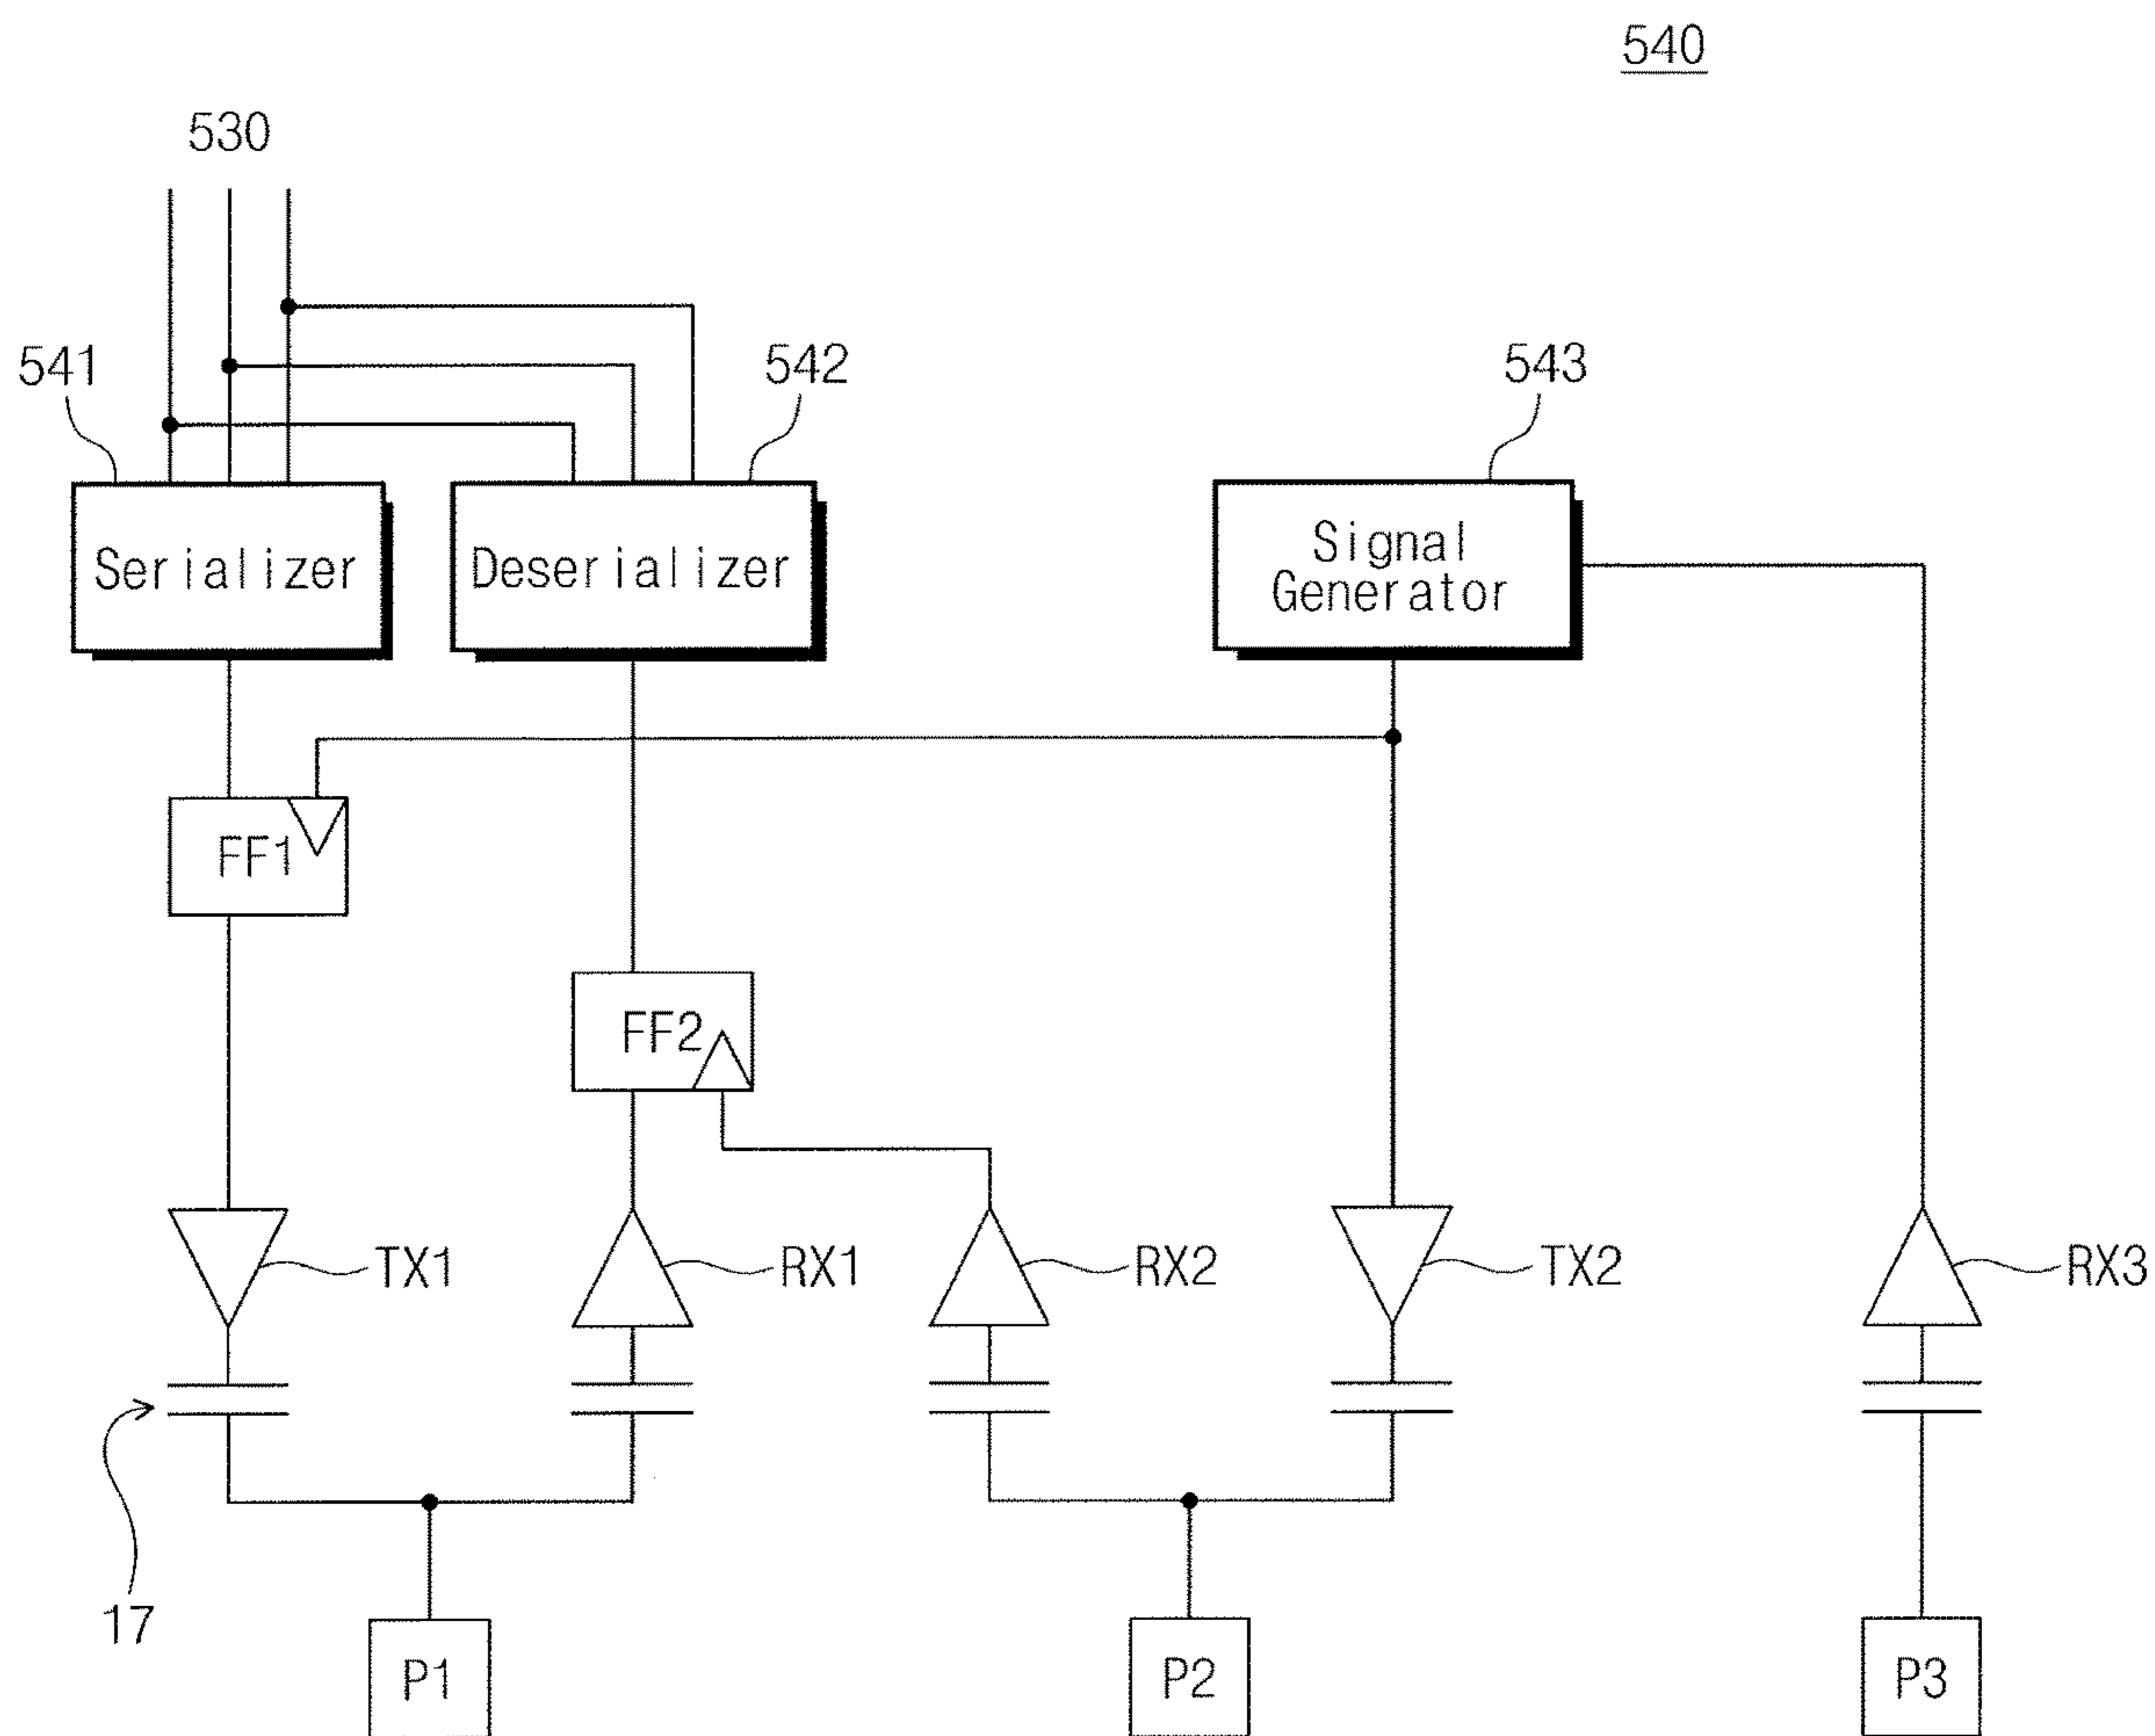 540
530
541
542
543
Serializer
Deserializer
Signal
Generator
FF1
FF2
TX1
RX1
RX2
TX2
RX3
17
P1
P2
P3